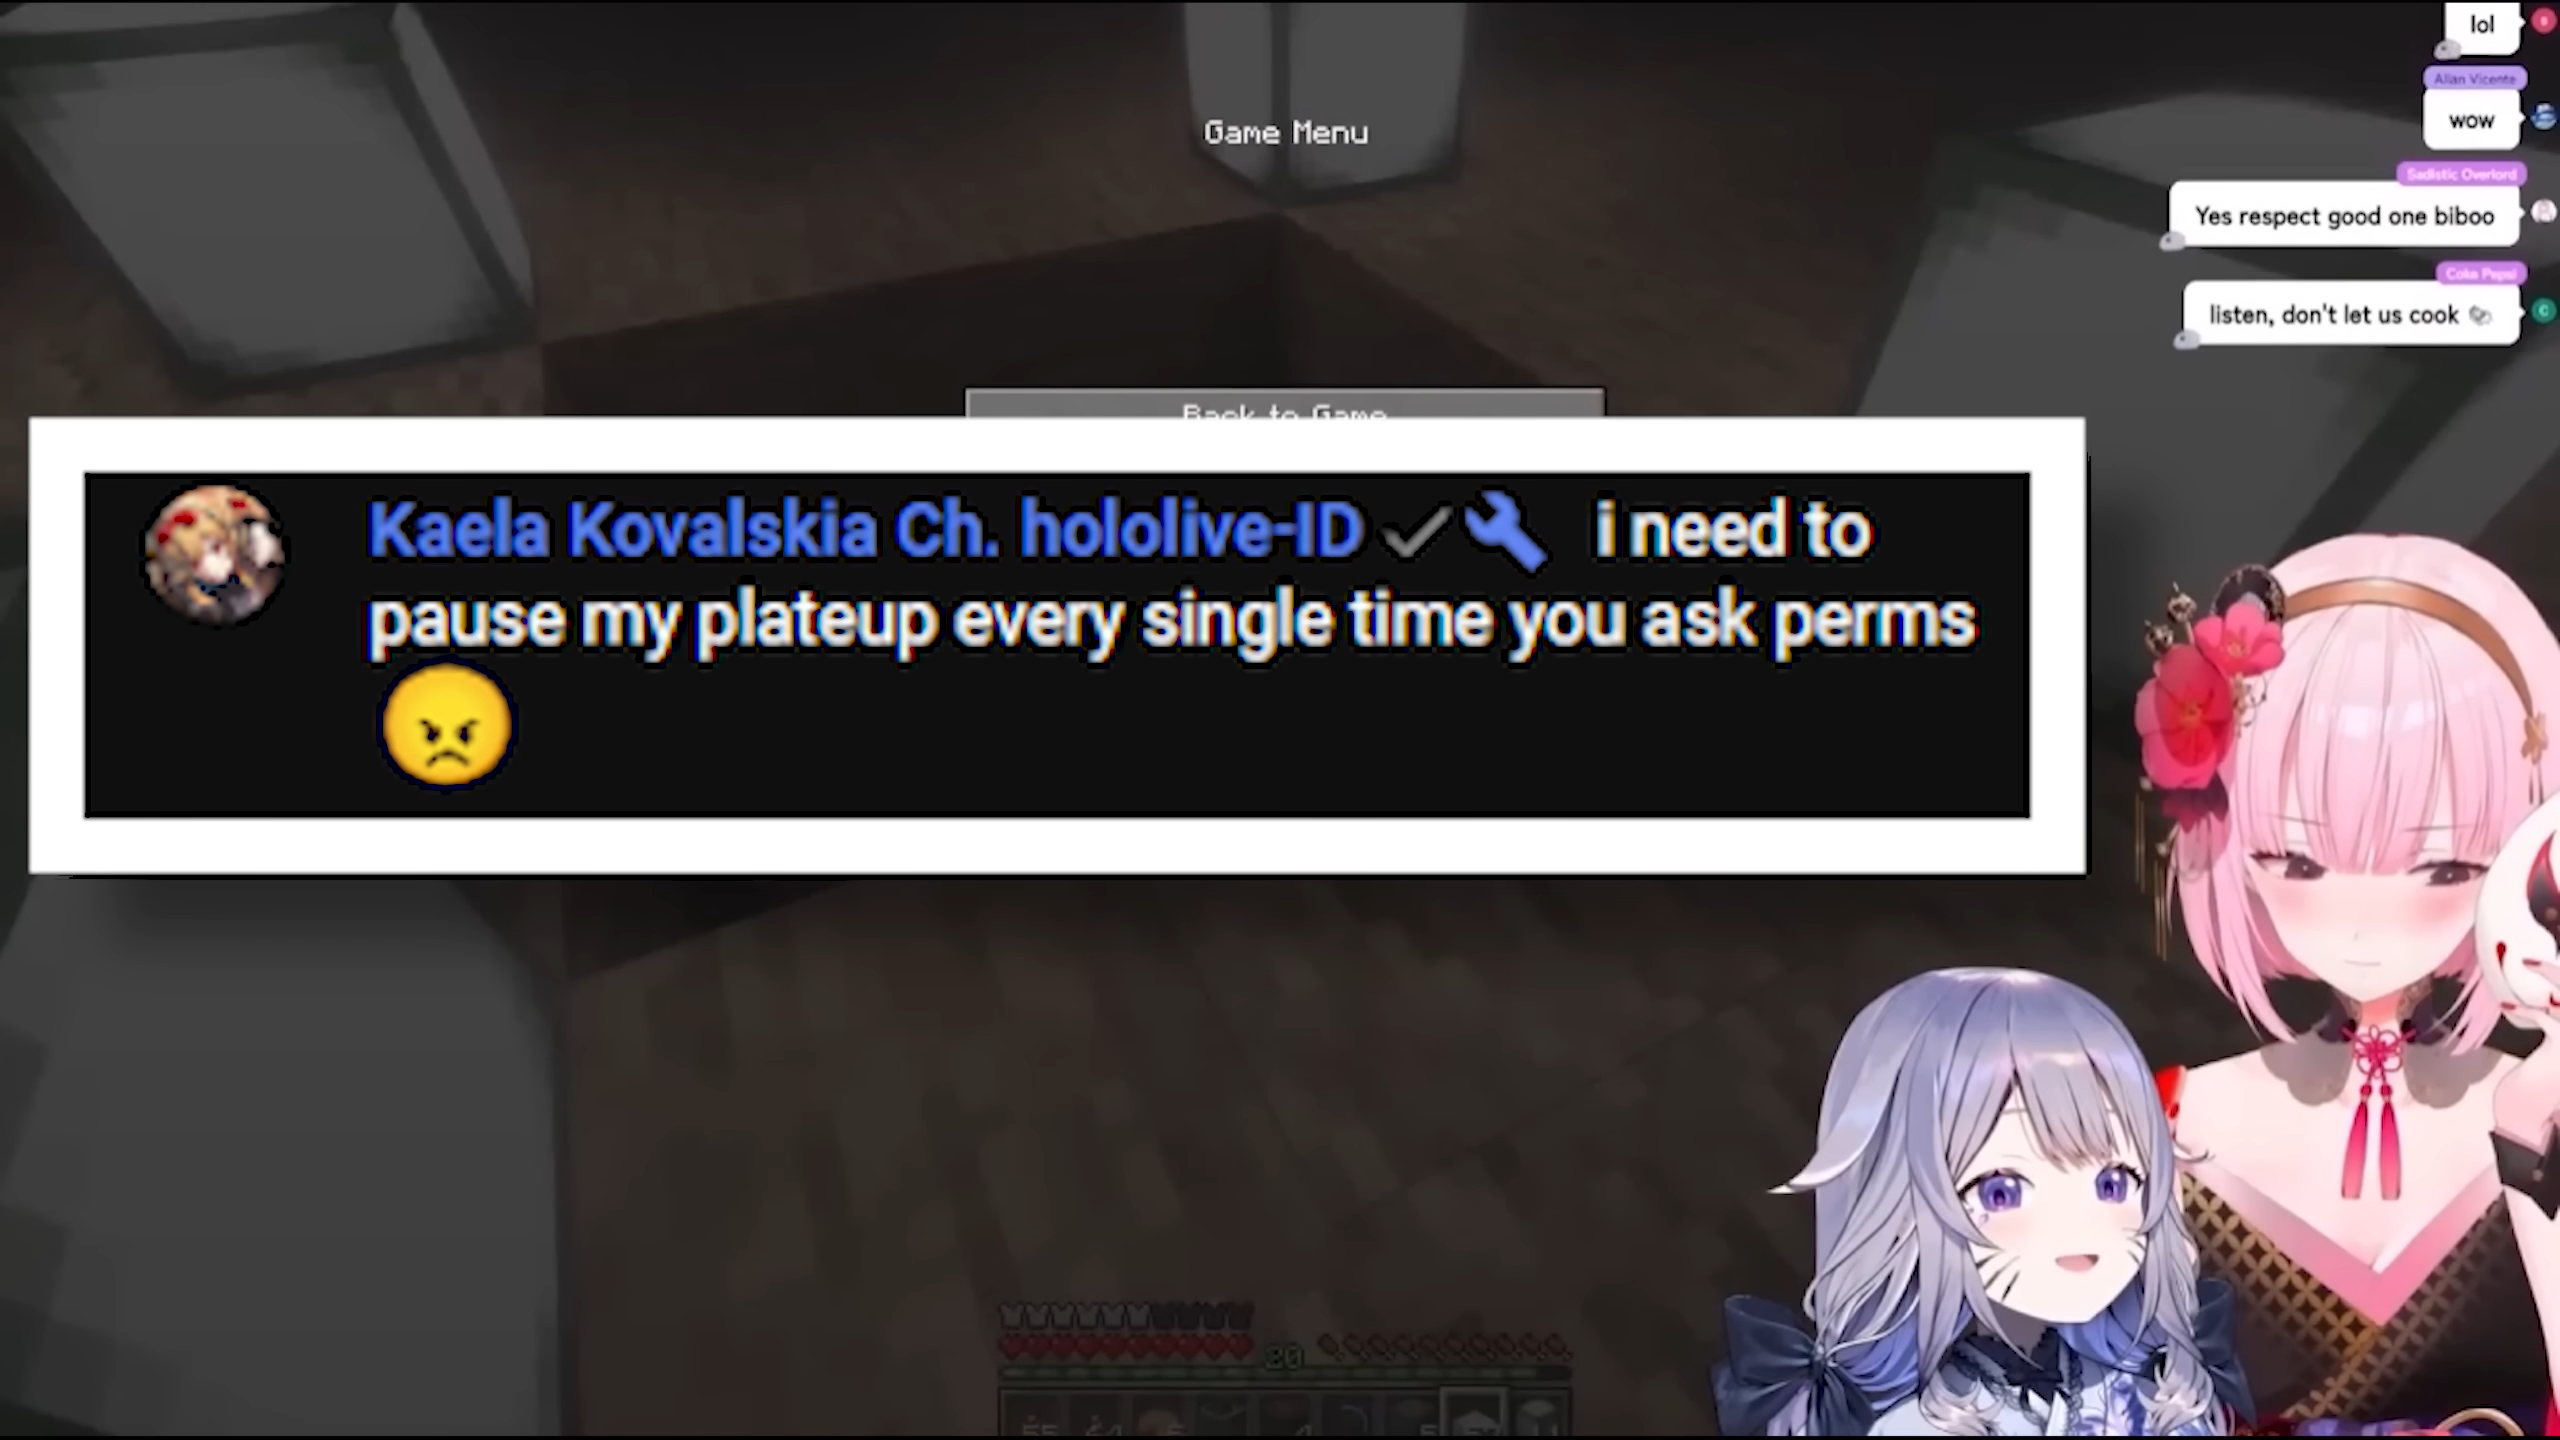 lol
Allan Vicente
wow
Game Menu
Sadistic Overlord
Yes respect good one biboo
Coke Pepsi
listen, don't let us cook
Back to Game
Kaela Kovalskia Ch. hololive-ID i need to
pause my plateup every single time you ask perms
20